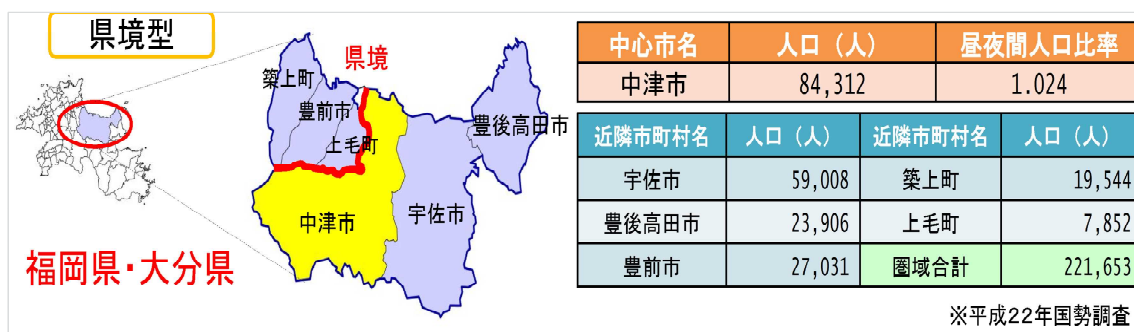 県境型
県境
築上町
豊前市
上毛町
豊後高田市
中津市
宇佐市
福岡県・大分県
中心市名 人口（人） 昼夜間人口比率
中津市 84,312 1.024
近隣市町村名 人口（人） 近隣市町村名 人口（人）
宇佐市 59,008 築上町 19,544
豊後高田市 23,906 上毛町 7,852
豊前市 27,031 圏域合計 221,653
※平成22年国勢調査